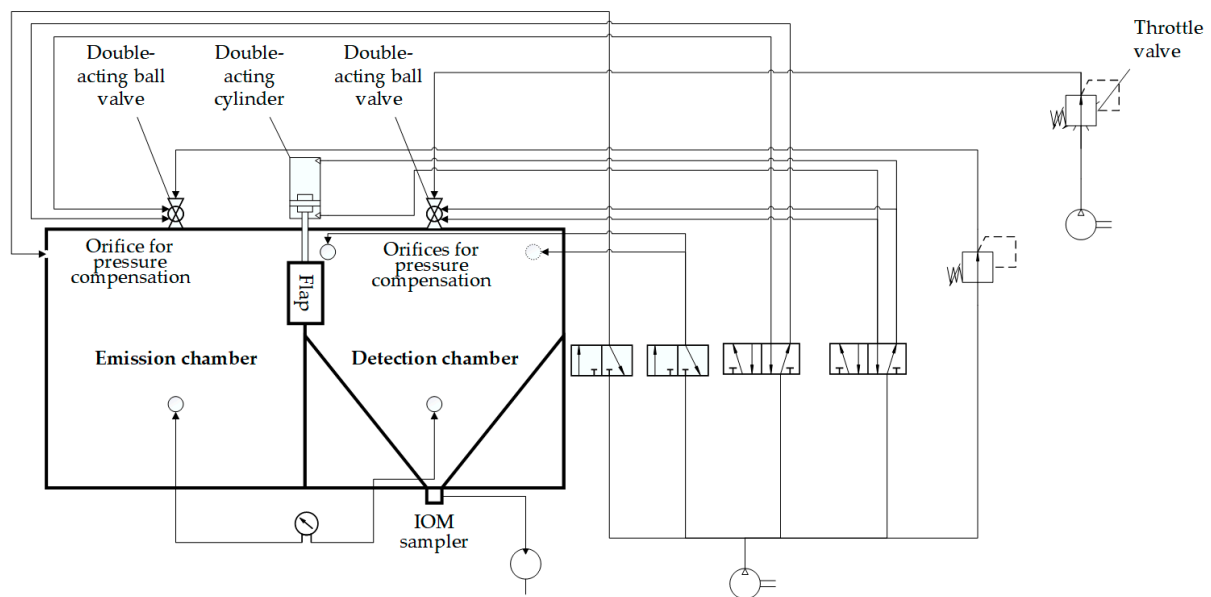 Double-
acting ball
valve
Double-
acting
cylinder
Double-
acting ball
valve
Throttle
valve
Orifice for
pressure
compensation
Orifices for
pressure
compensation
Flap
Emission chamber
Detection chamber
IOM
sampler